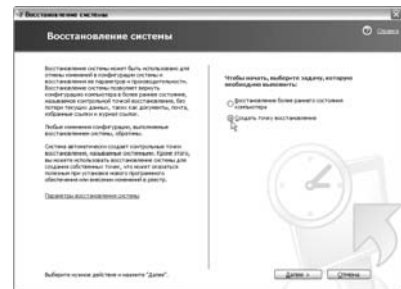 Восстановление системы
Восстановление системы
Справка
Восстановление системы может быть использовано для
отмены изменений в конфигурации системы и
восстановления ее параметров и производительности.
Восстановление системы позволяет вернуть
конфигурацию компьютера в более раннее состояние,
называемое контрольной точкой восстановления, без
потери текущих данных, таких как документы, почта,
избранные ссылки и журнал ссылок.
Любые изменения конфигурации, выполняемые
восстановлением системы, обратимы.
Система автоматически создает контрольные точки
восстановления, называемые системными. Кроме этого,
вы можете использовать восстановление системы для
создания собственных точек, что может оказаться
полезным при установке нового программного
обеспечения или внесении изменений в реестр.
Параметры восстановления системы
Чтобы начать, выберите задачу, которую
необходимо выполнить:
Восстановление более раннего состояния
компьютера
Создать точку восстановления
Выберите нужное действие и нажмите "Далее".
Далее >
Отмена